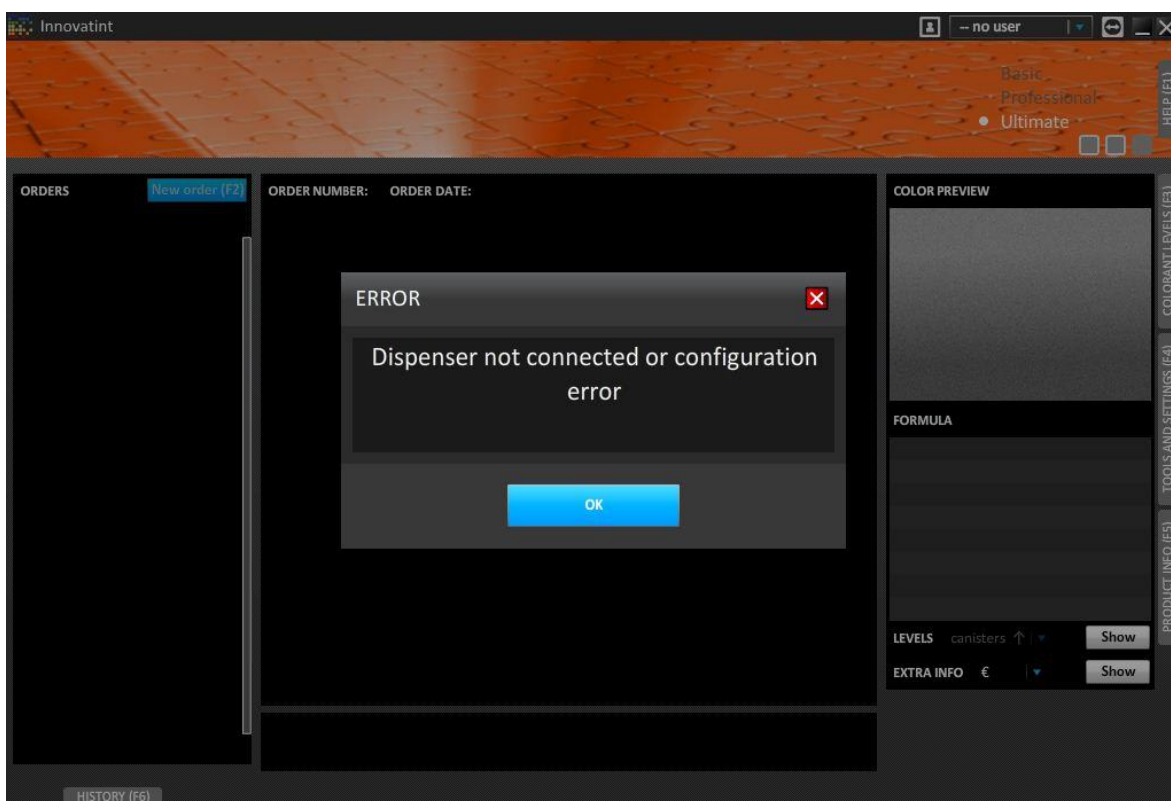 Innovatint
-- no user
Basic
Professional
Ultimate
HELP (F1)
ORDERS
New order (F2)
ORDER NUMBER: ORDER DATE:
COLOR PREVIEW
COLORANT LEVELS (F3)
ERROR
Dispenser not connected or configuration
error
OK
TOOLS AND SETTINGS (F4)
FORMULA
PRODUCT INFO (F5)
LEVELS canisters ↑ Show
EXTRA INFO € Show
HISTORY (F6)